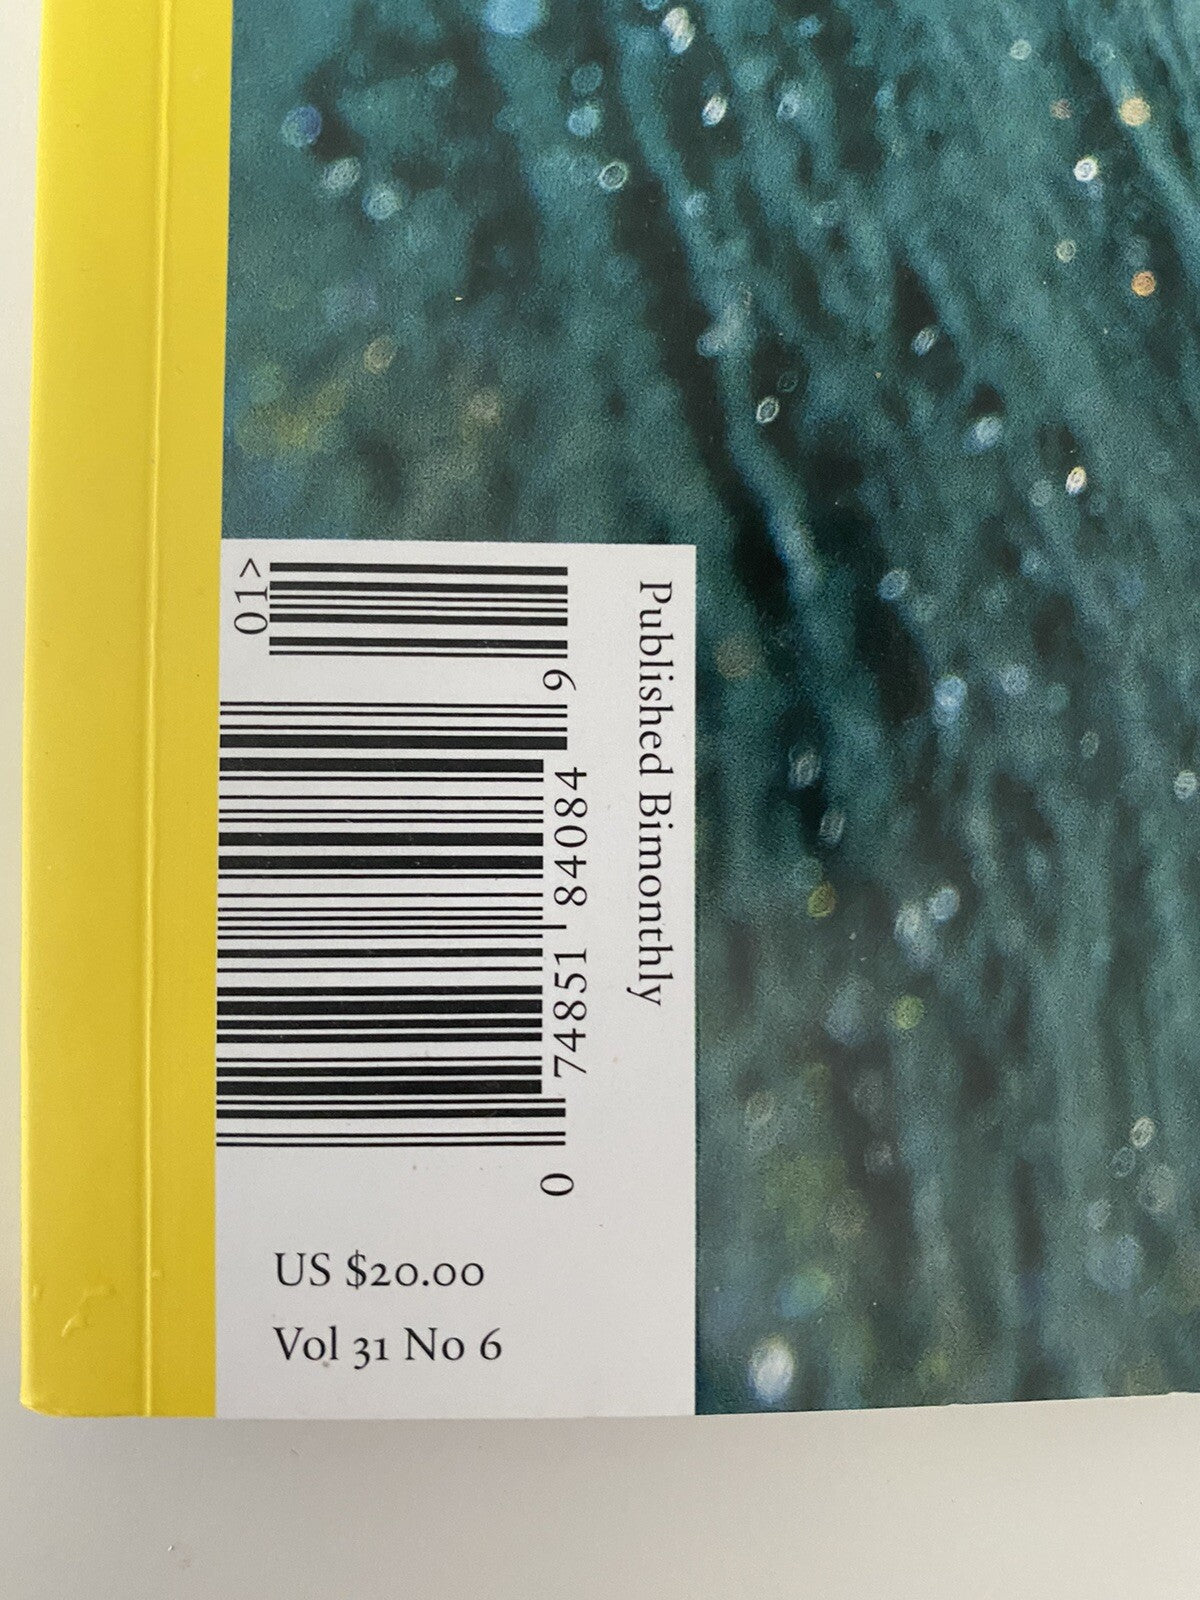 Published Bimonthly
01>
0 74851 84084 9
US $20.00
Vol 31 No 6